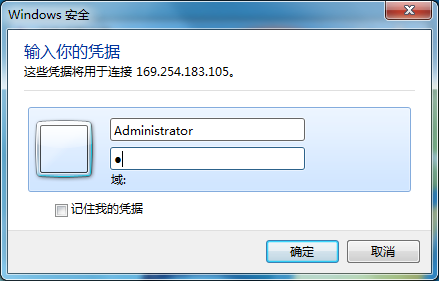 Windows 安全
输入你的凭据
这些凭据将用于连接 169.254.183.105。
Administrator
●
域:
记住我的凭据
确定
取消